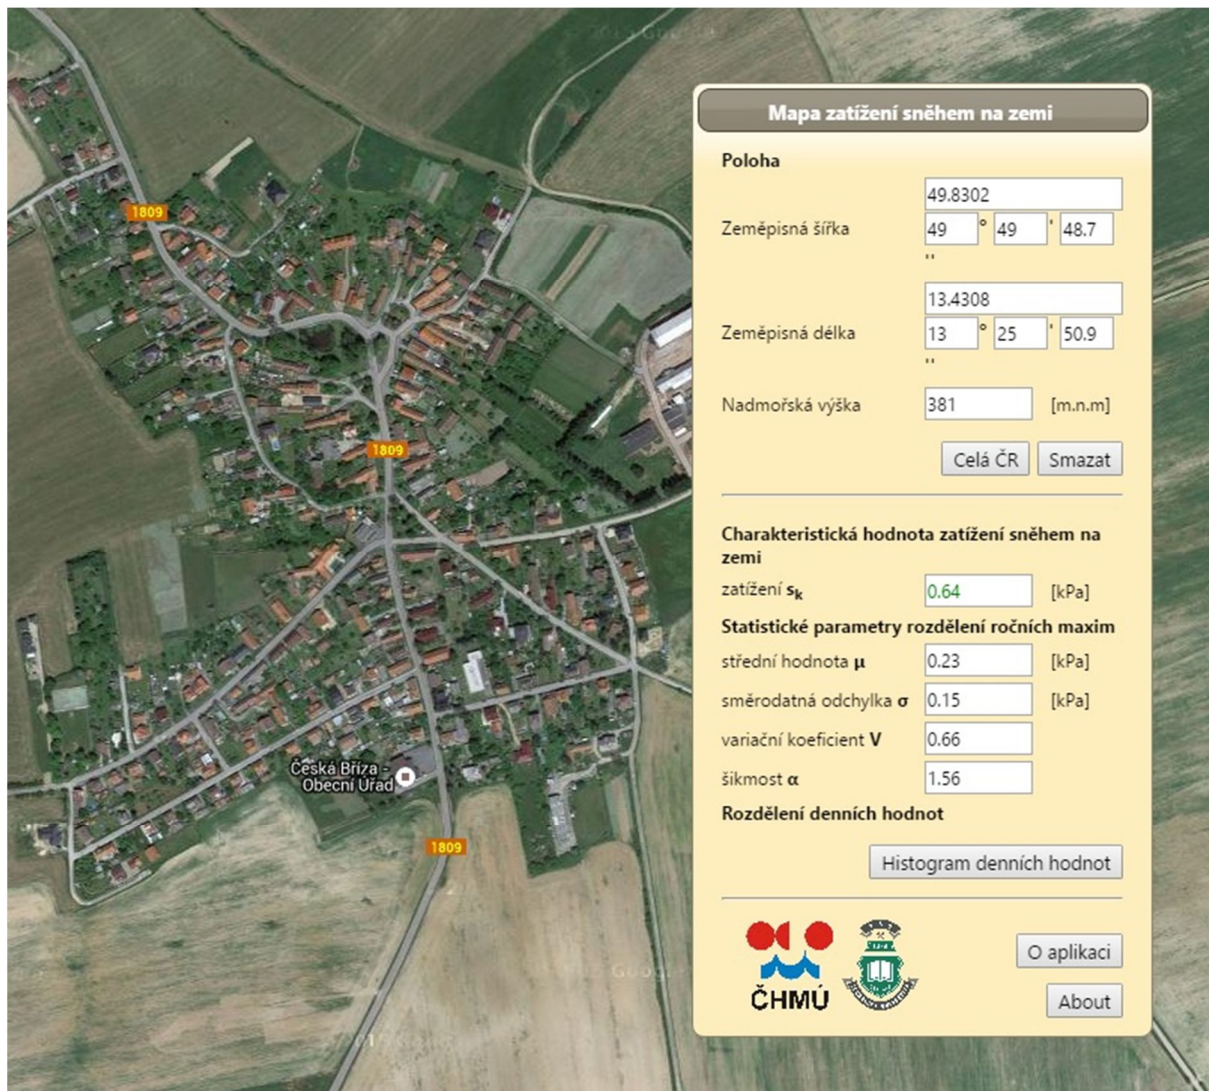 © 2015 Google
1809
1809
Česká Bříza -
Obecní Úřad
1809
Mapa zatížení sněhem na zemi
Poloha
49.8302
Zeměpisná šířka 49 ° 49 ' 48.7
''
13.4308
Zeměpisná délka 13 ° 25 ' 50.9
''
Nadmořská výška 381 [m.n.m]
Celá ČR Smazat
Charakteristická hodnota zatížení sněhem na
zemi
zatížení sk 0.64 [kPa]
Statistické parametry rozdělení ročních maxim
střední hodnota μ 0.23 [kPa]
směrodatná odchylka σ 0.15 [kPa]
variační koeficient V 0.66
šikmost α 1.56
Rozdělení denních hodnot
Histogram denních hodnot
ČHMÚ
O aplikaci
About